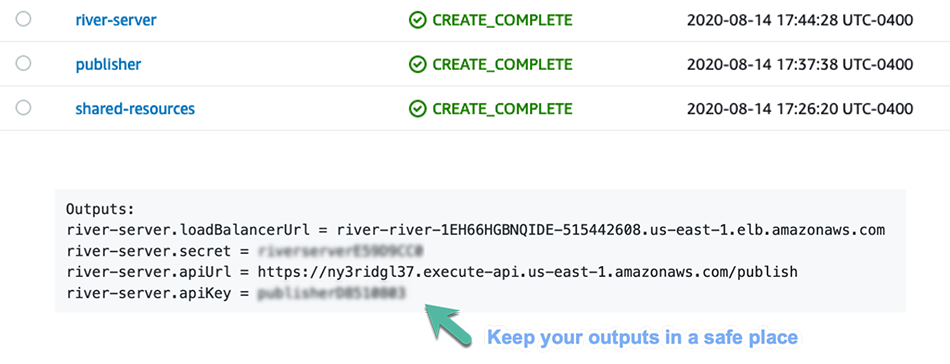 river-server CREATE_COMPLETE 2020-08-14 17:44:28 UTC-0400
publisher CREATE_COMPLETE 2020-08-14 17:37:38 UTC-0400
shared-resources CREATE_COMPLETE 2020-08-14 17:26:20 UTC-0400
Outputs:
river-server.loadBalancerUrl = river-river-1EH66HGBNQIDE-515442608.us-east-1.elb.amazonaws.com
river-server.secret =
river-server.apiUrl = https://ny3ridgl37.execute-api.us-east-1.amazonaws.com/publish
river-server.apiKey =
Keep your outputs in a safe place